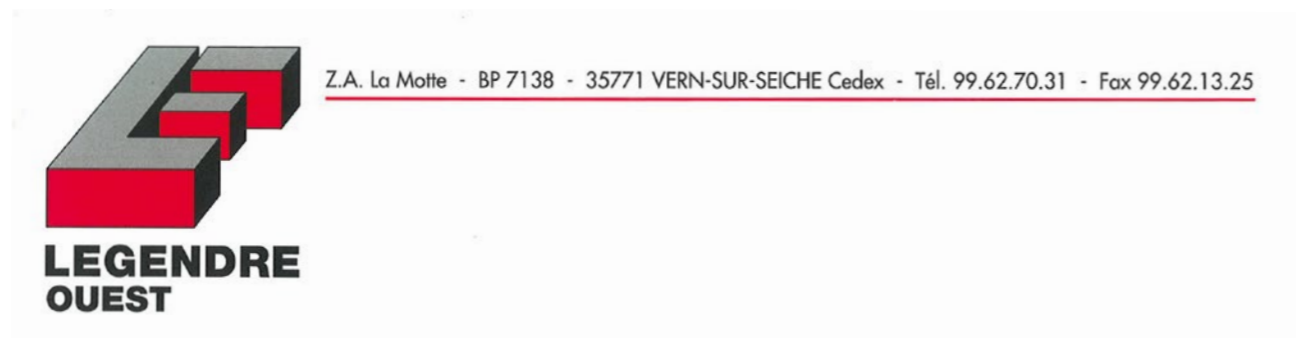 Z.A. La Motte - BP 7138 - 35771 VERN-SUR-SEICHE Cedex - Tél. 99.62.70.31 - Fax 99.62.13.25
LEGENDRE
OUEST